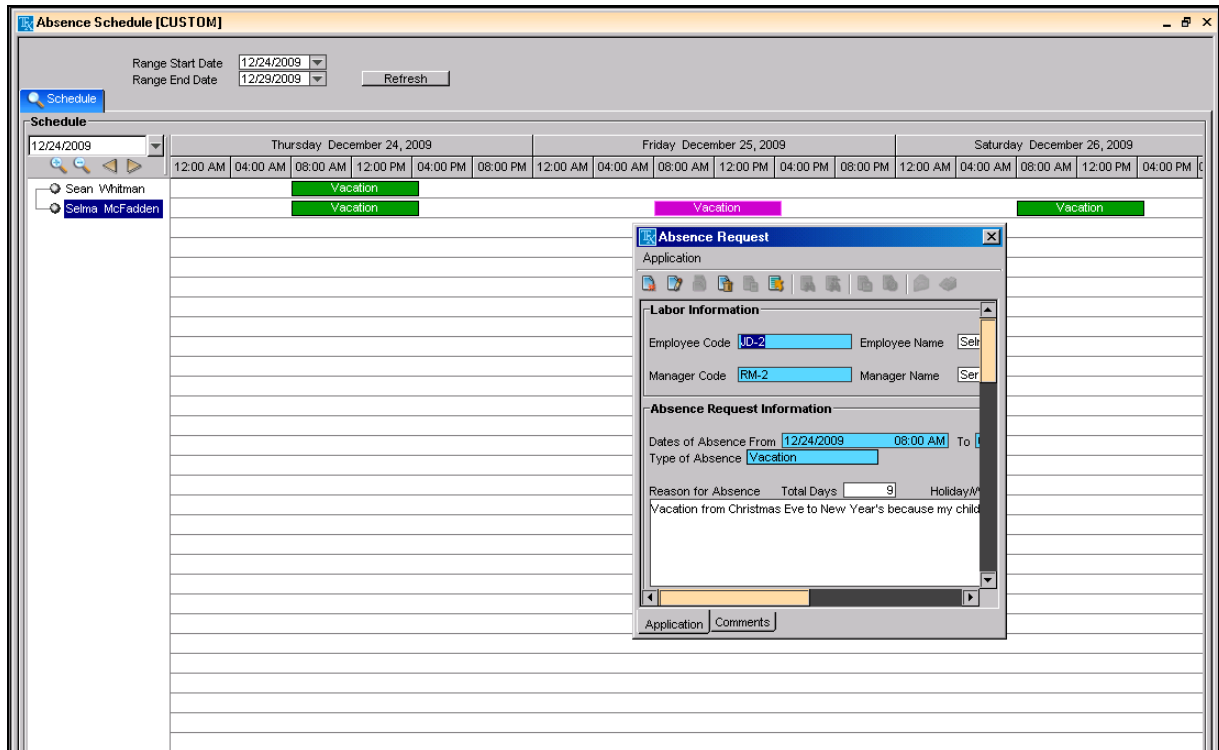 Absence Schedule [CUSTOM]
Range Start Date 12/24/2009
Range End Date 12/29/2009 Refresh
Schedule
Schedule
12/24/2009 Thursday December 24, 2009 Friday December 25, 2009 Saturday December 26, 2009
12:00 AM 04:00 AM 08:00 AM 12:00 PM 04:00 PM 08:00 PM 12:00 AM 04:00 AM 08:00 AM 12:00 PM 04:00 PM 08:00 PM 12:00 AM 04:00 AM 08:00 AM 12:00 PM 04:00 PM
Sean Whitman Vacation
Selma McFadden Vacation Vacation Vacation
Absence Request
Application
Labor Information
Employee Code JD-2 Employee Name
Manager Code RM-2 Manager Name Ser
Absence Request Information
Dates of Absence From 12/24/2009 08:00 AM To
Type of Absence Vacation
Reason for Absence Total Days 9
Vacation from Christmas Eve to New Year's because my child
Application Comments